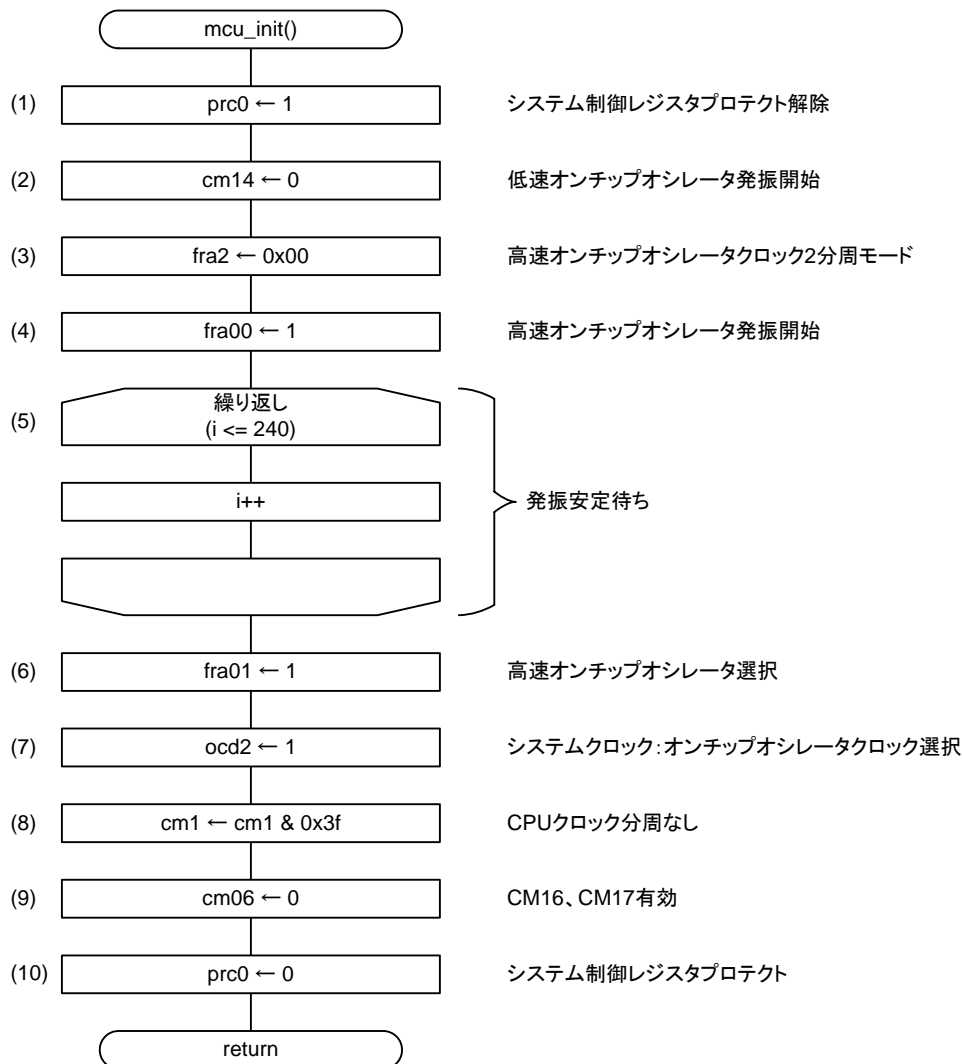 mcu_init()
(1) prc0 ← 1 システム制御レジスタプロテクト解除
(2) cm14 ← 0 低速オンチップオシレータ発振開始
(3) fra2 ← 0x00 高速オンチップオシレータクロック2分周モード
(4) fra00 ← 1 高速オンチップオシレータ発振開始
(5) 繰り返し
(i <= 240)
i++ 発振安定待ち
(6) fra01 ← 1 高速オンチップオシレータ選択
(7) ocd2 ← 1 システムクロック:オンチップオシレータクロック選択
(8) cm1 ← cm1 & 0x3f CPUクロック分周なし
(9) cm06 ← 0 CM16、CM17有効
(10) prc0 ← 0 システム制御レジスタプロテクト
return